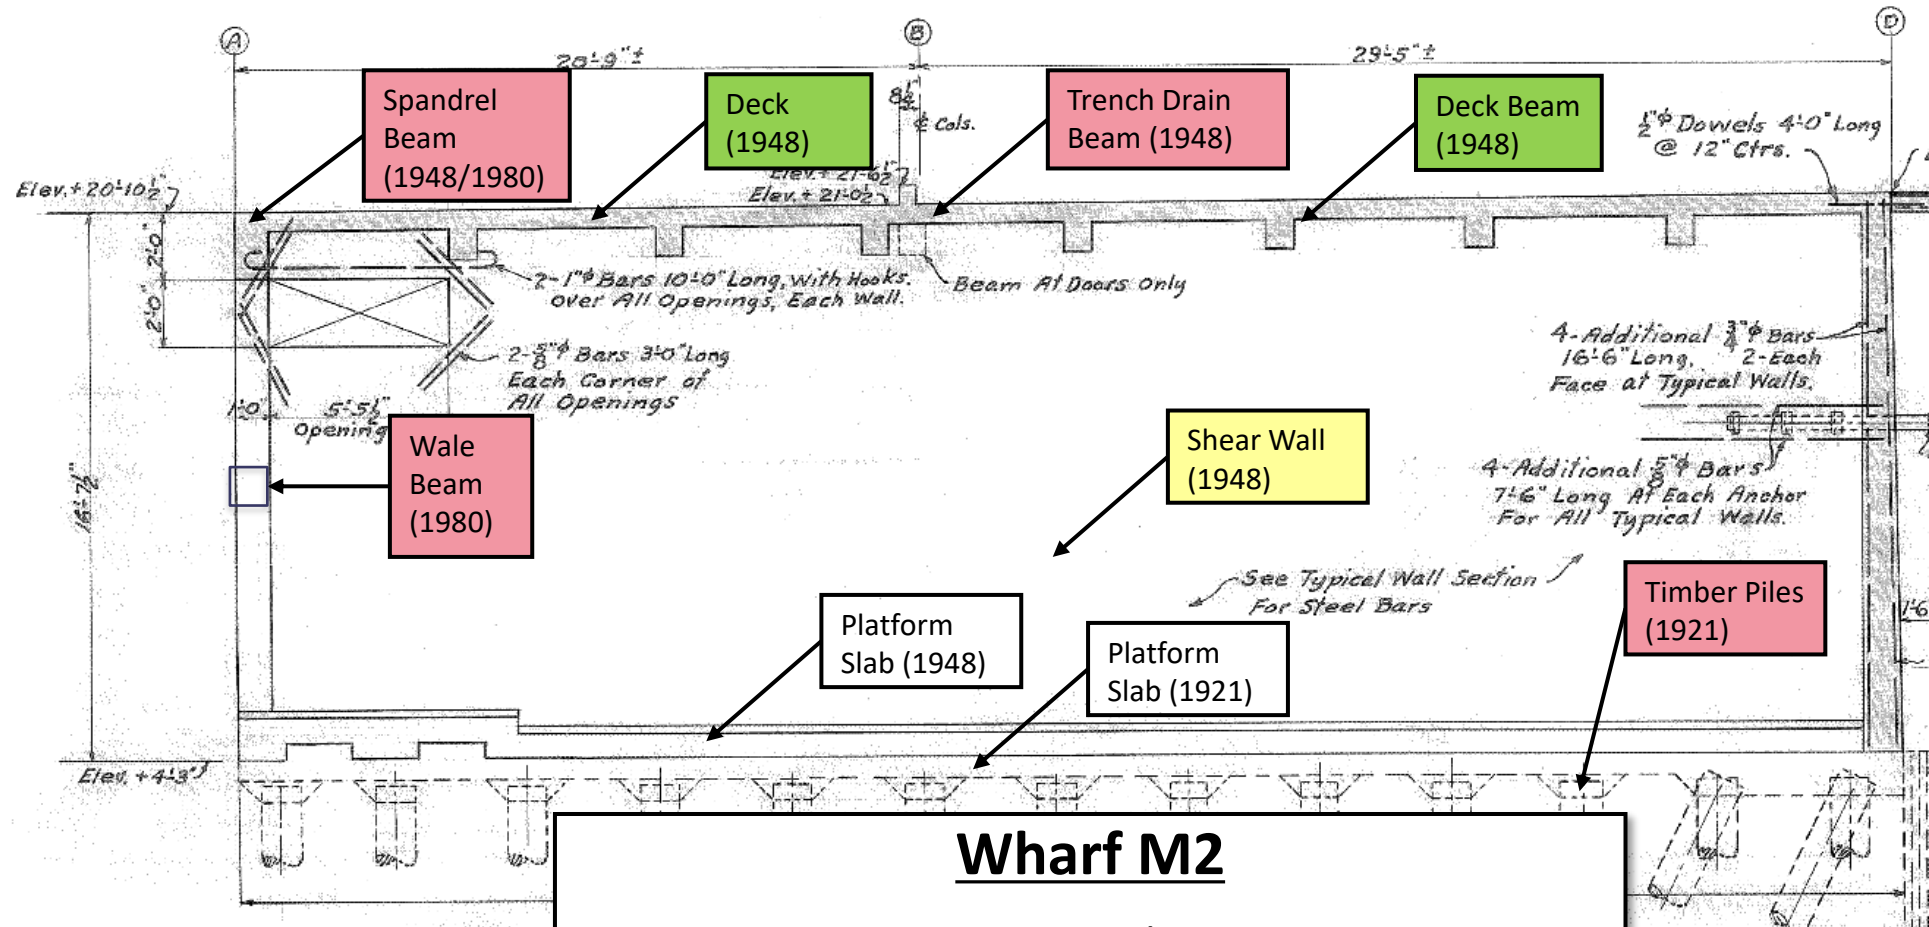 A
B
D
28'-9"±
29'-5"±
8½"
¢ Cols.
Spandrel
Beam
(1948/1980)
Deck
(1948)
Trench Drain
Beam (1948)
Deck Beam
(1948)
½"φ Dowels 4'-0" Long
@ 12" Ctrs.
Elev. + 20'-10½"
Elev. + 21'-6½"
Elev. + 21'-0½"
2'-0"
2'-0"
2-1"φ Bars 10'-0" Long, with Hooks.
over All Openings, Each Wall.
Beam At Doors Only
2-⅝"φ Bars 3'-0" Long
Each Corner of
All Openings
4-Additional ¾"φ Bars
16'-6" Long, 2-Each
Face at Typical Walls.
1'-0"
5'-5½"
Opening
Wale
Beam
(1980)
Shear Wall
(1948)
4-Additional ⅝"φ Bars
7'-6" Long At Each Anchor
For All Typical Walls.
16'-7½"
See Typical Wall Section
For Steel Bars
Timber Piles
(1921)
1'-6
Platform
Slab (1948)
Platform
Slab (1921)
Elev. + 4'-3"
Wharf M2